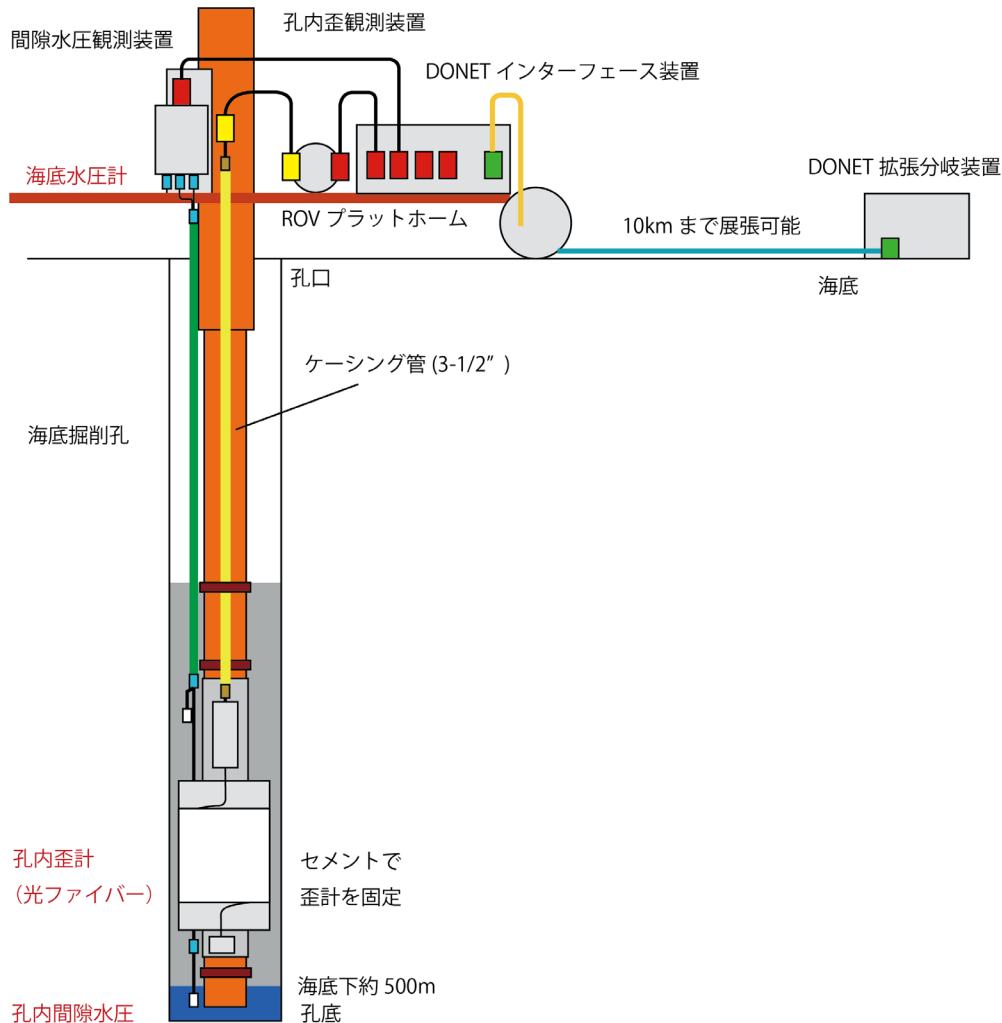 孔内歪観測装置
間隙水圧観測装置
DONET インターフェース装置
海底水圧計
DONET 拡張分岐装置
ROV プラットホーム
10km まで展張可能
孔口
海底
ケーシング管 (3-1/2” )
海底掘削孔
孔内歪計
（光ファイバー）
セメントで
歪計を固定
海底下約 500m
孔底
孔内間隙水圧